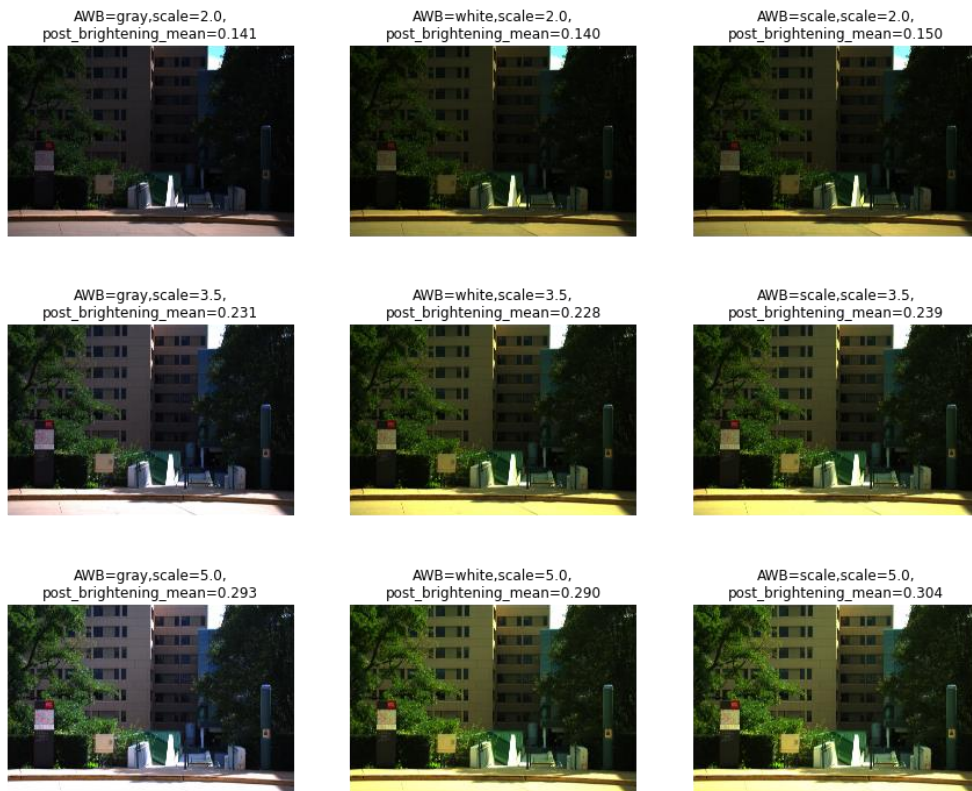 AWB=gray,scale=2.0,
post_brightening_mean=0.141
AWB=white,scale=2.0,
post_brightening_mean=0.140
AWB=scale,scale=2.0,
post_brightening_mean=0.150
AWB=gray,scale=3.5,
post_brightening_mean=0.231
AWB=white,scale=3.5,
post_brightening_mean=0.228
AWB=scale,scale=3.5,
post_brightening_mean=0.239
AWB=gray,scale=5.0,
post_brightening_mean=0.293
AWB=white,scale=5.0,
post_brightening_mean=0.290
AWB=scale,scale=5.0,
post_brightening_mean=0.304